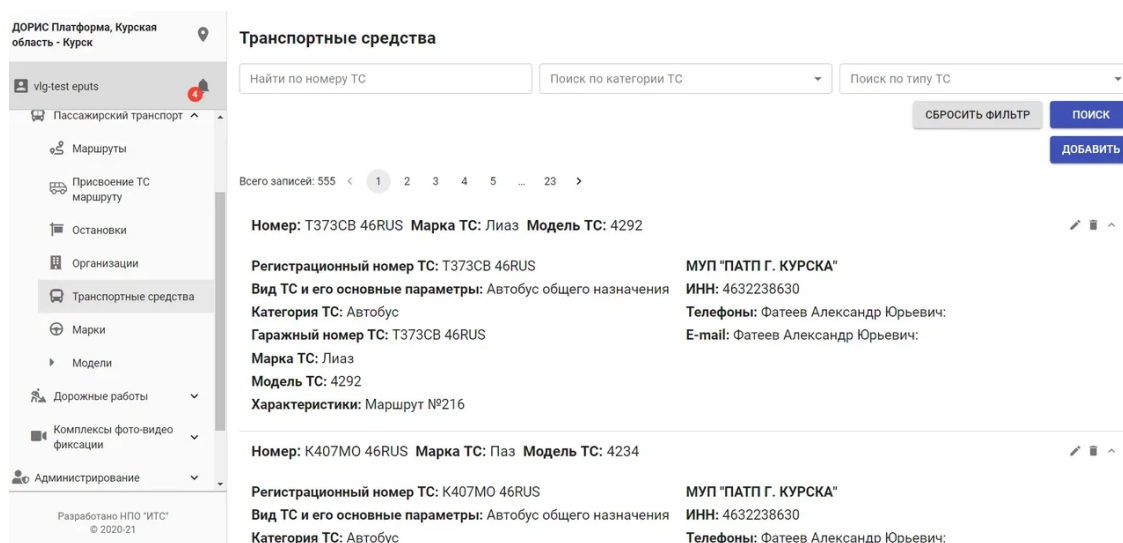 ДОРИС Платформа, Курская
область - Курск
vlg-test eputs
4
Пассажирский транспорт
Маршруты
Присвоение ТС
маршруту
Остановки
Организации
Транспортные средства
Марки
Модели
Дорожные работы
Комплексы фото-видео
фиксации
Администрирование
Разработано НПО "ИТС"
© 2020-21
Транспортные средства
Найти по номеру ТС
Поиск по категории ТС
Поиск по типу ТС
СБРОСИТЬ ФИЛЬТР
ПОИСК
ДОБАВИТЬ
Всего записей: 555 < 1 2 3 4 5 ... 23 >
Номер: Т373СВ 46RUS Марка ТС: Лиаз Модель ТС: 4292
Регистрационный номер ТС: Т373СВ 46RUS
Вид ТС и его основные параметры: Автобус общего назначения
Категория ТС: Автобус
Гаражный номер ТС: Т373СВ 46RUS
Марка ТС: Лиаз
Модель ТС: 4292
Характеристики: Маршрут №216
МУП "ПАТП Г. КУРСКА"
ИНН: 4632238630
Телефоны: Фатеев Александр Юрьевич:
E-mail: Фатеев Александр Юрьевич:
Номер: К407МО 46RUS Марка ТС: Паз Модель ТС: 4234
Регистрационный номер ТС: К407МО 46RUS
Вид ТС и его основные параметры: Автобус общего назначения
Категория ТС: Автобус
МУП "ПАТП Г. КУРСКА"
ИНН: 4632238630
Телефоны: Фатеев Александр Юрьевич: